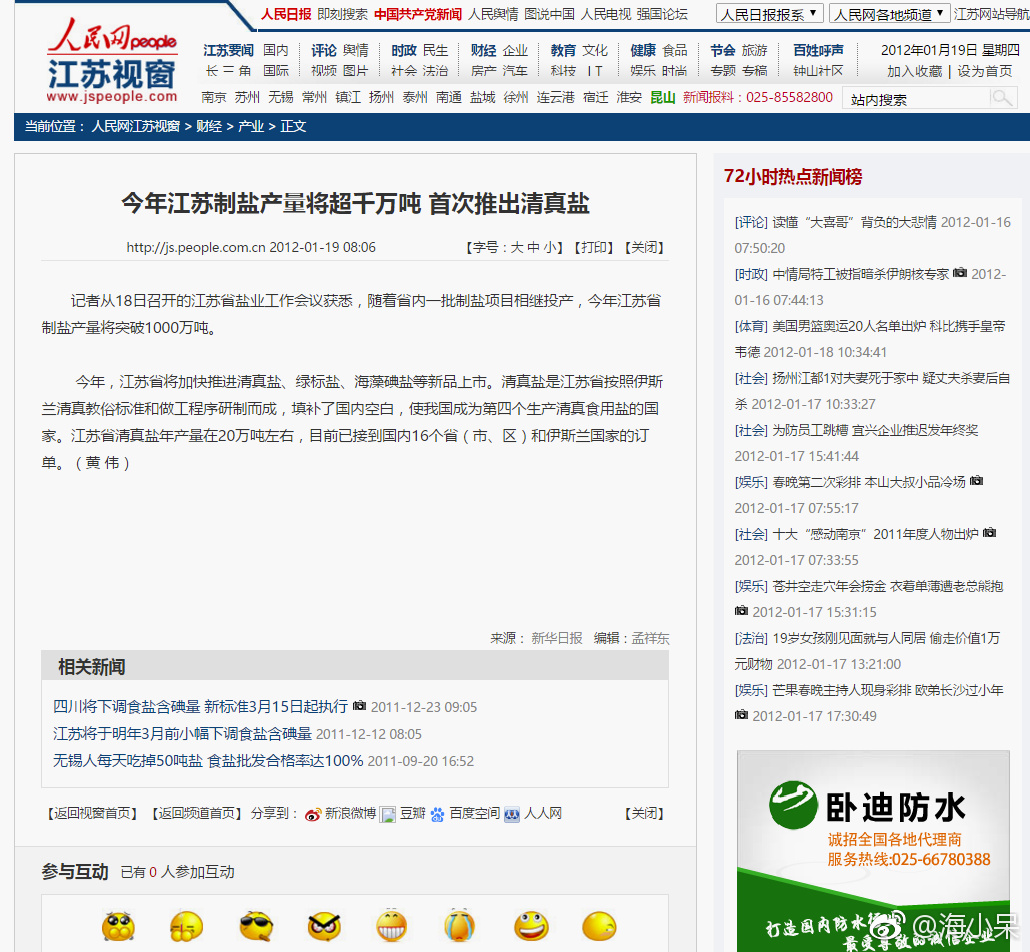 人民日报 即刻搜索 中国共产党新闻 人民舆情 图说中国 人民电视 强国论坛 人民日报报系 人民网各地频道 江苏网站导航
人民网 people
江苏视窗
www.jspeople.com
江苏要闻 国内 评论 舆情 时政 民生 财经 企业 教育 文化 健康 食品 节会 旅游 百姓呼声 2012年01月19日 星期四
长 三 角 国际 视频 图片 社会 法治 房产 汽车 科技 I T 娱乐 时尚 专题 专稿 钟山社区 加入收藏 | 设为首页
南京 苏州 无锡 常州 镇江 扬州 泰州 南通 盐城 徐州 连云港 宿迁 淮安 昆山 新闻报料：025-85582800 站内搜索
当前位置： 人民网江苏视窗 > 财经 > 产业 > 正文
今年江苏制盐产量将超千万吨 首次推出清真盐
http://js.people.com.cn 2012-01-19 08:06 【字号：大 中 小】【打印】【关闭】
记者从18日召开的江苏省盐业工作会议获悉，随着省内一批制盐项目相继投产，今年江苏省
制盐产量将突破1000万吨。
今年，江苏省将加快推进清真盐、绿标盐、海藻碘盐等新品上市。清真盐是江苏省按照伊斯
兰清真教俗标准和做工程序研制而成，填补了国内空白，使我国成为第四个生产清真食用盐的国
家。江苏省清真盐年产量在20万吨左右，目前已接到国内16个省（市、区）和伊斯兰国家的订
单。（ 黄 伟 ）
来源： 新华日报 编辑：孟祥东
相关新闻
四川将下调食盐含碘量 新标准3月15日起执行 2011-12-23 09:05
江苏将于明年3月前小幅下调食盐含碘量 2011-12-12 08:05
无锡人每天吃掉50吨盐 食盐批发合格率达100% 2011-09-20 16:52
【返回视窗首页】 【返回频道首页】 分享到： 新浪微博 豆瓣 百度空间 人人网 【关闭】
参与互动 已有 0 人参加互动
72小时热点新闻榜
[评论] 读懂“大喜哥”背负的大悲情 2012-01-16
07:50:20
[时政] 中情局特工被指暗杀伊朗核专家 2012-
01-16 07:44:13
[体育] 美国男篮奥运20人名单出炉 科比携手皇帝
韦德 2012-01-18 10:34:41
[社会] 扬州江都1对夫妻死于家中 疑丈夫杀妻后自
杀 2012-01-17 10:33:27
[社会] 为防员工跳槽 宜兴企业推迟发年终奖
2012-01-17 15:41:44
[娱乐] 春晚第二次彩排 本山大叔小品冷场
2012-01-17 07:55:17
[社会] 十大“感动南京”2011年度人物出炉
2012-01-17 07:33:55
[娱乐] 苍井空走穴年会捞金 衣着单薄遭老总熊抱
2012-01-17 15:31:15
[法治] 19岁女孩刚见面就与人同居 偷走价值1万
元财物 2012-01-17 13:21:00
[娱乐] 芒果春晚主持人现身彩排 欧弟长沙过小年
2012-01-17 17:30:49
卧迪防水
诚招全国各地代理商
服务热线:025-66780388
打造国内防水
最受尊敬的诚信企业
@海小呆